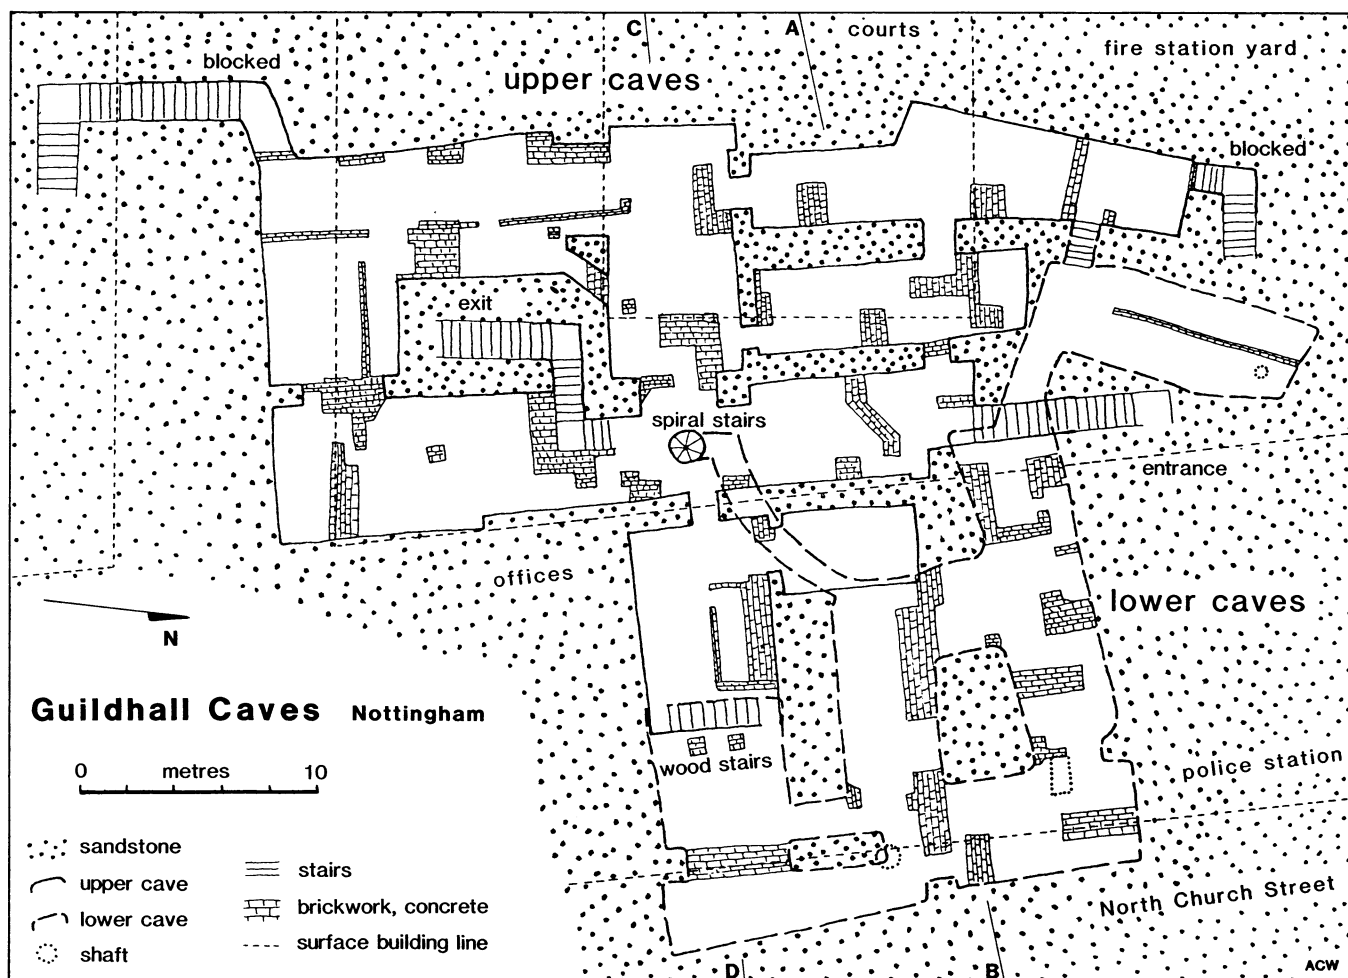 C
A
courts
fire station yard
blocked
upper caves
blocked
exit
spiral stairs
entrance
offices
lower caves
N
Guildhall Caves Nottingham
0 metres 10
wood stairs
police station
sandstone
upper cave
lower cave
shaft
stairs
brickwork, concrete
surface building line
North Church Street
D
B
ACW